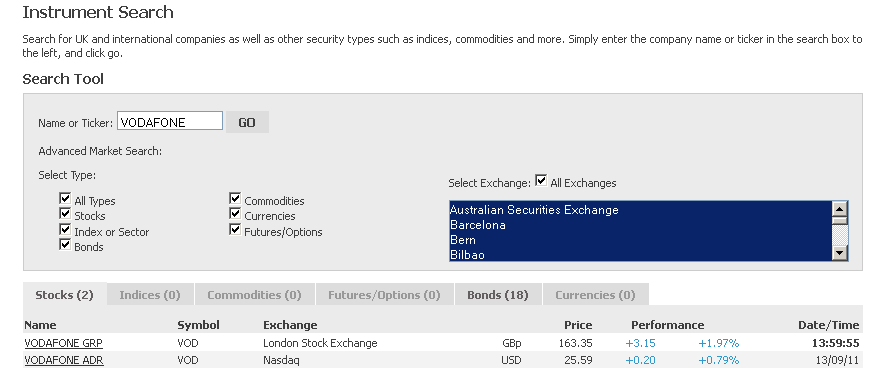 Instrument Search
Search for UK and international companies as well as other security types such as indices, commodities and more. Simply enter the company name or ticker in the search box to
the left, and click go.
Search Tool
Name or Ticker: VODAFONE GO
Advanced Market Search:
Select Type:
Select Exchange: All Exchanges
All Types Commodities
Stocks Currencies
Index or Sector Futures/Options
Bonds
Australian Securities Exchange
Barcelona
Bern
Bilbao
Stocks (2) Indices (0) Commodities (0) Futures/Options (0) Bonds (18) Currencies (0)
Name Symbol Exchange Price Performance Date/Time
VODAFONE GRP VOD London Stock Exchange GBp 163.35 +3.15 +1.97% 13:59:55
VODAFONE ADR VOD Nasdaq USD 25.59 +0.20 +0.79% 13/09/11